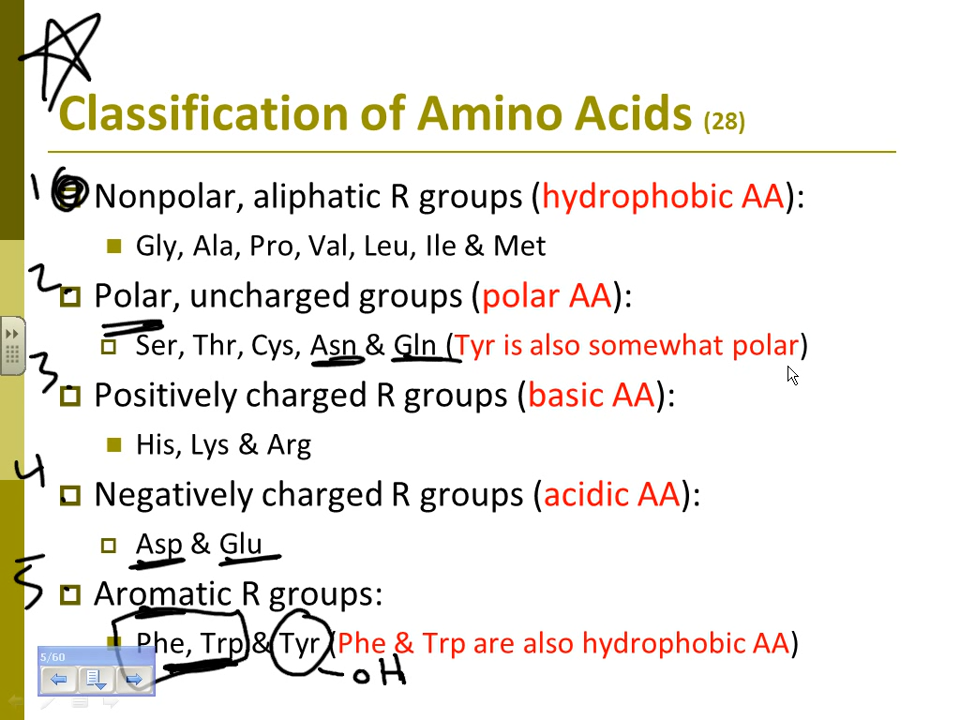 Classification of Amino Acids (28)
1 Nonpolar, aliphatic R groups (hydrophobic AA):
Gly, Ala, Pro, Val, Leu, Ile & Met
2. Polar, uncharged groups (polar AA):
Ser, Thr, Cys, Asn & Gln (Tyr is also somewhat polar)
3. Positively charged R groups (basic AA):
His, Lys & Arg
4. Negatively charged R groups (acidic AA):
Asp & Glu
5. Aromatic R groups:
Phe, Trp & Tyr (Phe & Trp are also hydrophobic AA)
OH
5/60